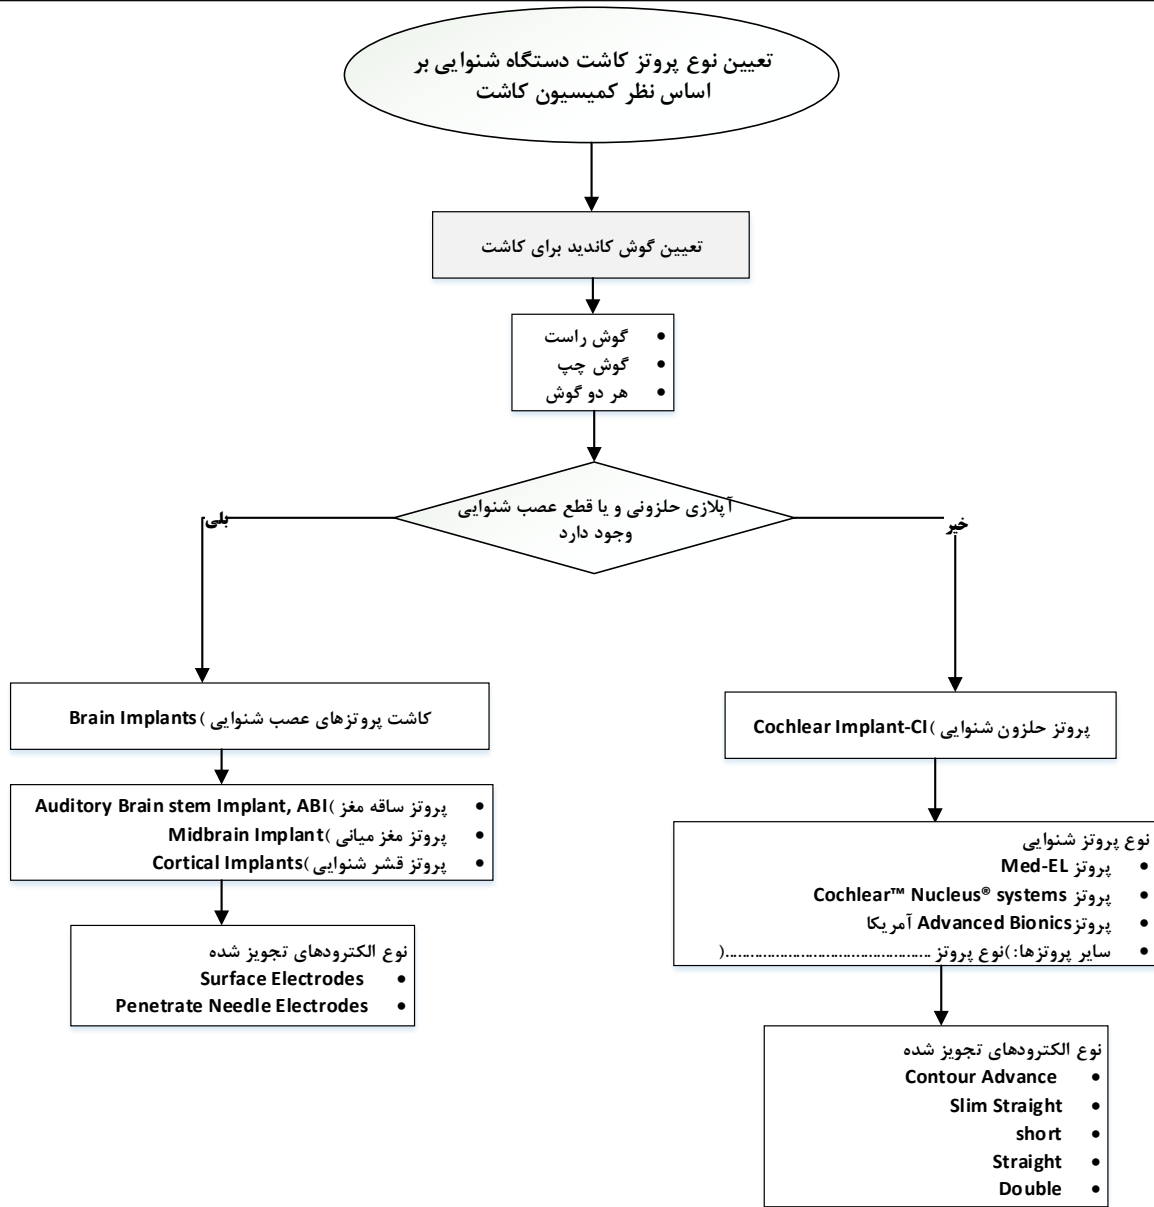 تعیین نوع پروتز کاشت دستگاه شنوایی بر
اساس نظر کمیسیون کاشت
تعیین گوش کاندید برای کاشت
• گوش راست
• گوش چپ
• هر دو گوش
آپلازی حلزونی و یا قطع عصب شنوایی
وجود دارد
خیر
بلی
پروتز حلزون شنوایی )Cochlear Implant-CI
نوع پروتز شنوایی
• پروتز Med-EL
• پروتز Cochlear™ Nucleus® systems
• پروتزAdvanced Bionics آمریکا
• سایر پروتزها: )نوع پروتز ..................................................(
نوع الکترودهای تجویز شده
• Contour Advance
• Slim Straight
• short
• Straight
• Double
کاشت پروتزهای عصب شنوایی )Brain Implants
• پروتز ساقه مغز )Auditory Brain stem Implant, ABI
• پروتز مغز میانی )Midbrain Implant
• پروتز قشر شنوایی )Cortical Implants
نوع الکترودهای تجویز شده
• Surface Electrodes
• Penetrate Needle Electrodes